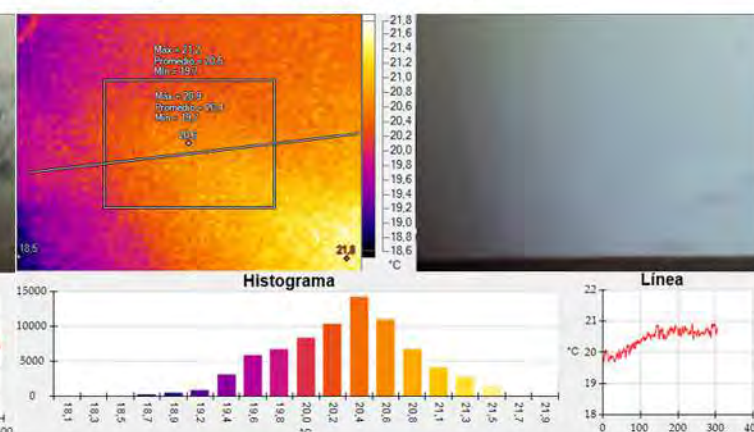 Max = 21,2
Promedio = 20,5
Min = 19,7
Max = 20,9
Promedio = 20,4
Min = 19,7
20,6
18,5
21,8
21,8
21,6
21,4
21,2
21,0
20,8
20,6
20,4
20,2
20,0
19,8
19,6
19,4
19,2
19,0
18,8
18,6
°C
Histograma
15000
10000
5000
0
18,1 18,3 18,5 18,7 18,9 19,2 19,4 19,6 19,8 20,0 20,2 20,4 20,6 20,8 21,1 21,3 21,5 21,7 21,9
Línea
22
21
°C 20
19
18
0 100 200 300